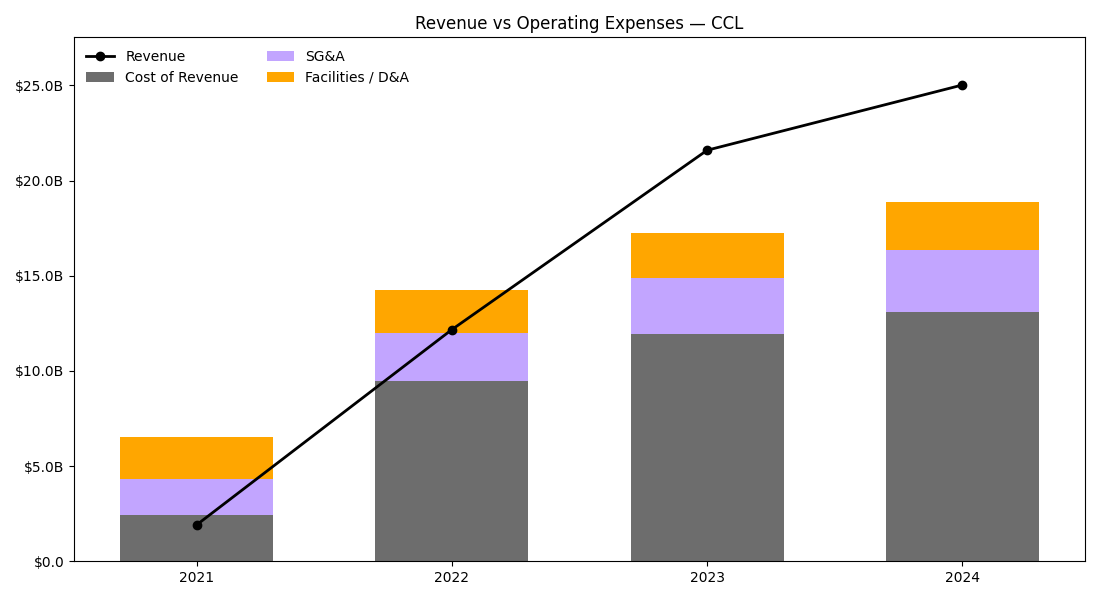 Revenue vs Operating Expenses — CCL
Revenue
Cost of Revenue
SG&A
Facilities / D&A
$25.0B
$20.0B
$15.0B
$10.0B
$5.0B
$0.0
2021 2022 2023 2024